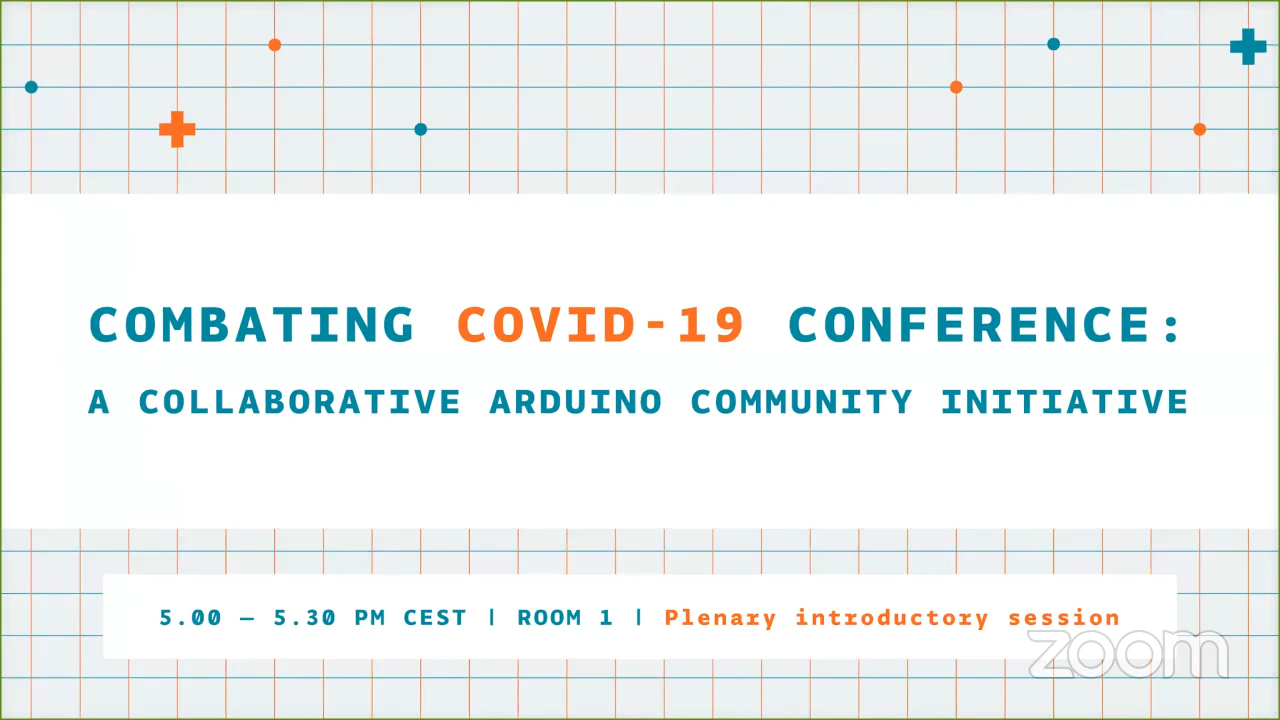 COMBATING COVID-19 CONFERENCE:
A COLLABORATIVE ARDUINO COMMUNITY INITIATIVE
5.00 – 5.30 PM CEST | ROOM 1 | Plenary introductory session
zoom